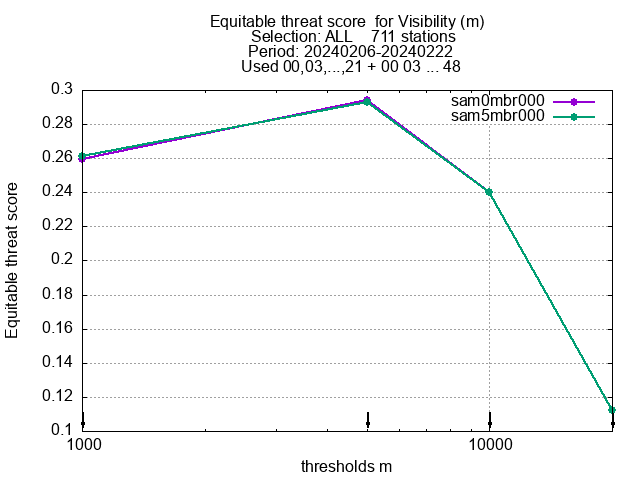 Equitable threat score  for Visibility (m)
Selection: ALL    711 stations
Period: 20240206-20240222
Used 00,03,...,21 + 00 03 ... 48
sam0mbr000
sam5mbr000
0.3
0.28
0.26
0.24
0.22
0.2
0.18
0.16
0.14
0.12
0.1
Equitable threat score
1000
10000
thresholds m